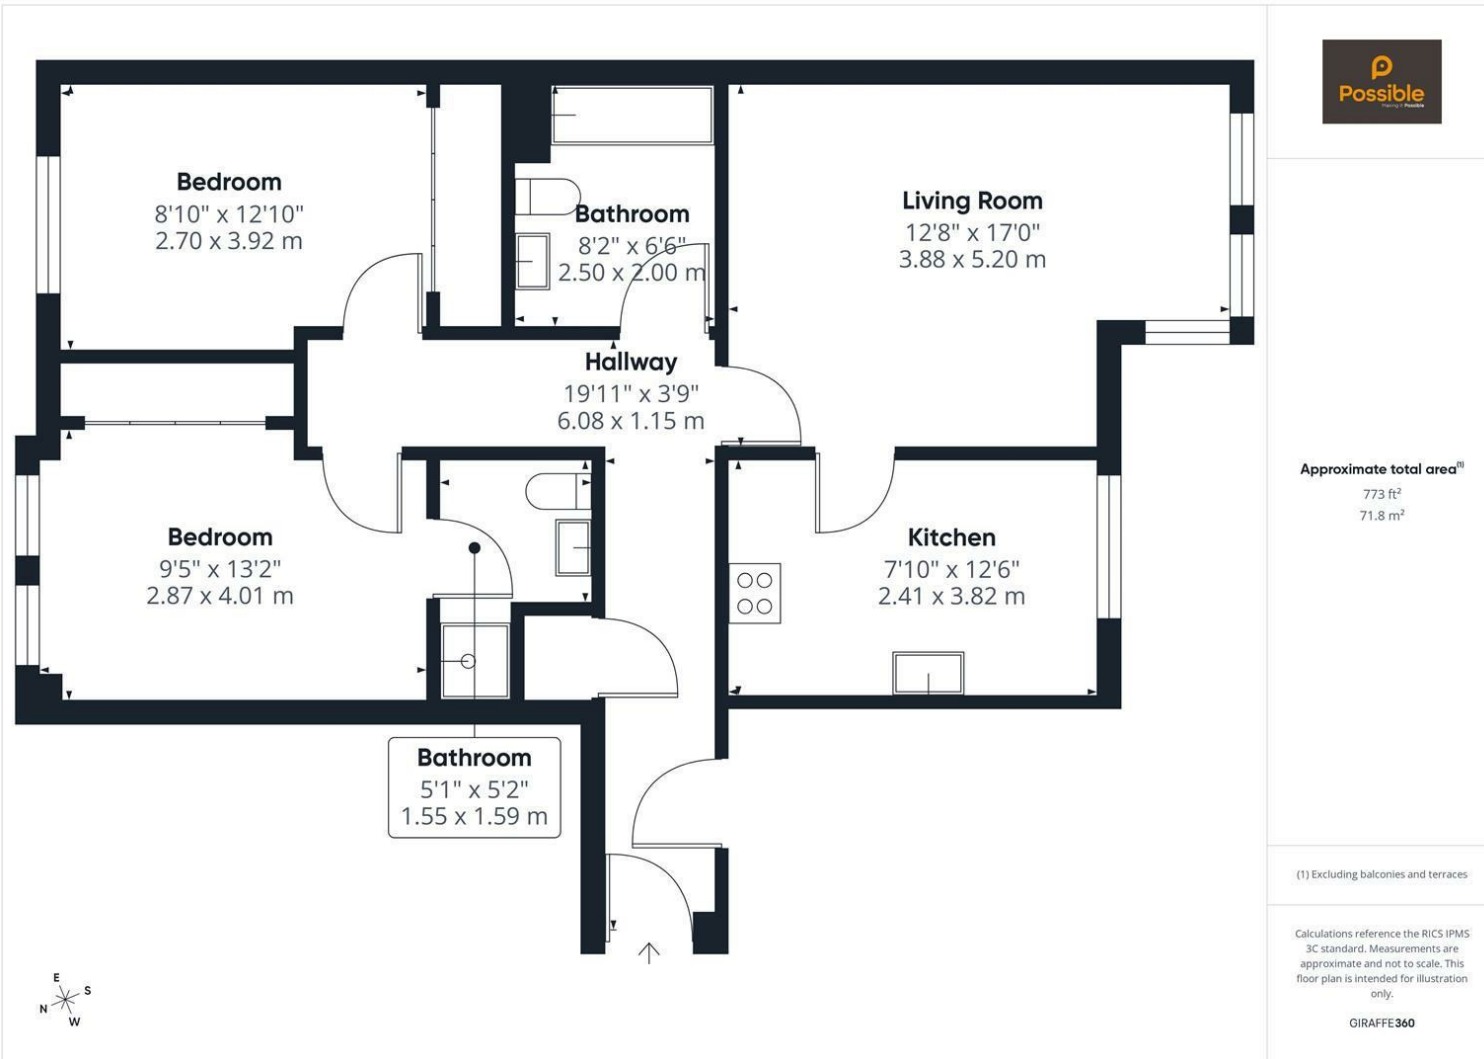 Bedroom
8'10" x 12'10"
2.70 x 3.92 m
Bathroom
8'2" x 6'6"
2.50 x 2.00 m
Living Room
12'8" x 17'0"
3.88 x 5.20 m
Hallway
19'11" x 3'9"
6.08 x 1.15 m
Bedroom
9'5" x 13'2"
2.87 x 4.01 m
Kitchen
7'10" x 12'6"
2.41 x 3.82 m
Bathroom
5'1" x 5'2"
1.55 x 1.59 m
E
S
N
W
Possible
Making it Possible
Approximate total area(1)
773 ft²
71.8 m²
(1) Excluding balconies and terraces
Calculations reference the RICS IPMS
3C standard. Measurements are
approximate and not to scale. This
floor plan is intended for illustration
only.
GIRAFFE360